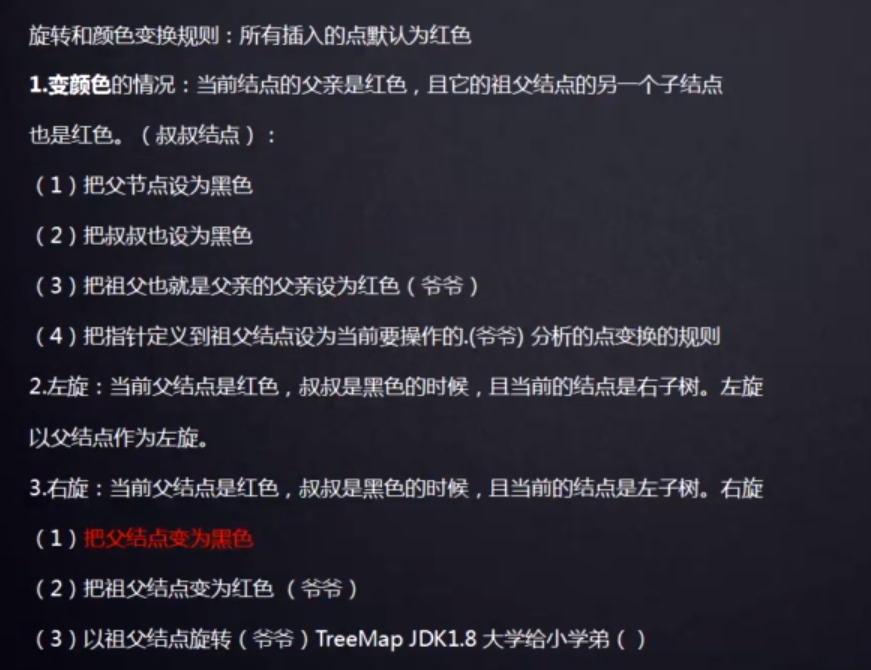 旋转和颜色变换规则：所有插入的点默认为红色
1.变颜色的情况：当前结点的父亲是红色，且它的祖父结点的另一个子结点
也是红色。（叔叔结点）：
（1）把父节点设为黑色
（2）把叔叔也设为黑色
（3）把祖父也就是父亲的父亲设为红色（爷爷）
（4）把指针定义到祖父结点设为当前要操作的.(爷爷) 分析的点变换的规则
2.左旋：当前父结点是红色，叔叔是黑色的时候，且当前的结点是右子树。左旋
以父结点作为左旋。
3.右旋：当前父结点是红色，叔叔是黑色的时候，且当前的结点是左子树。右旋
（1）把父结点变为黑色
（2）把祖父结点变为红色 （爷爷）
（3）以祖父结点旋转（爷爷）TreeMap JDK1.8 大学给小学弟（ ）